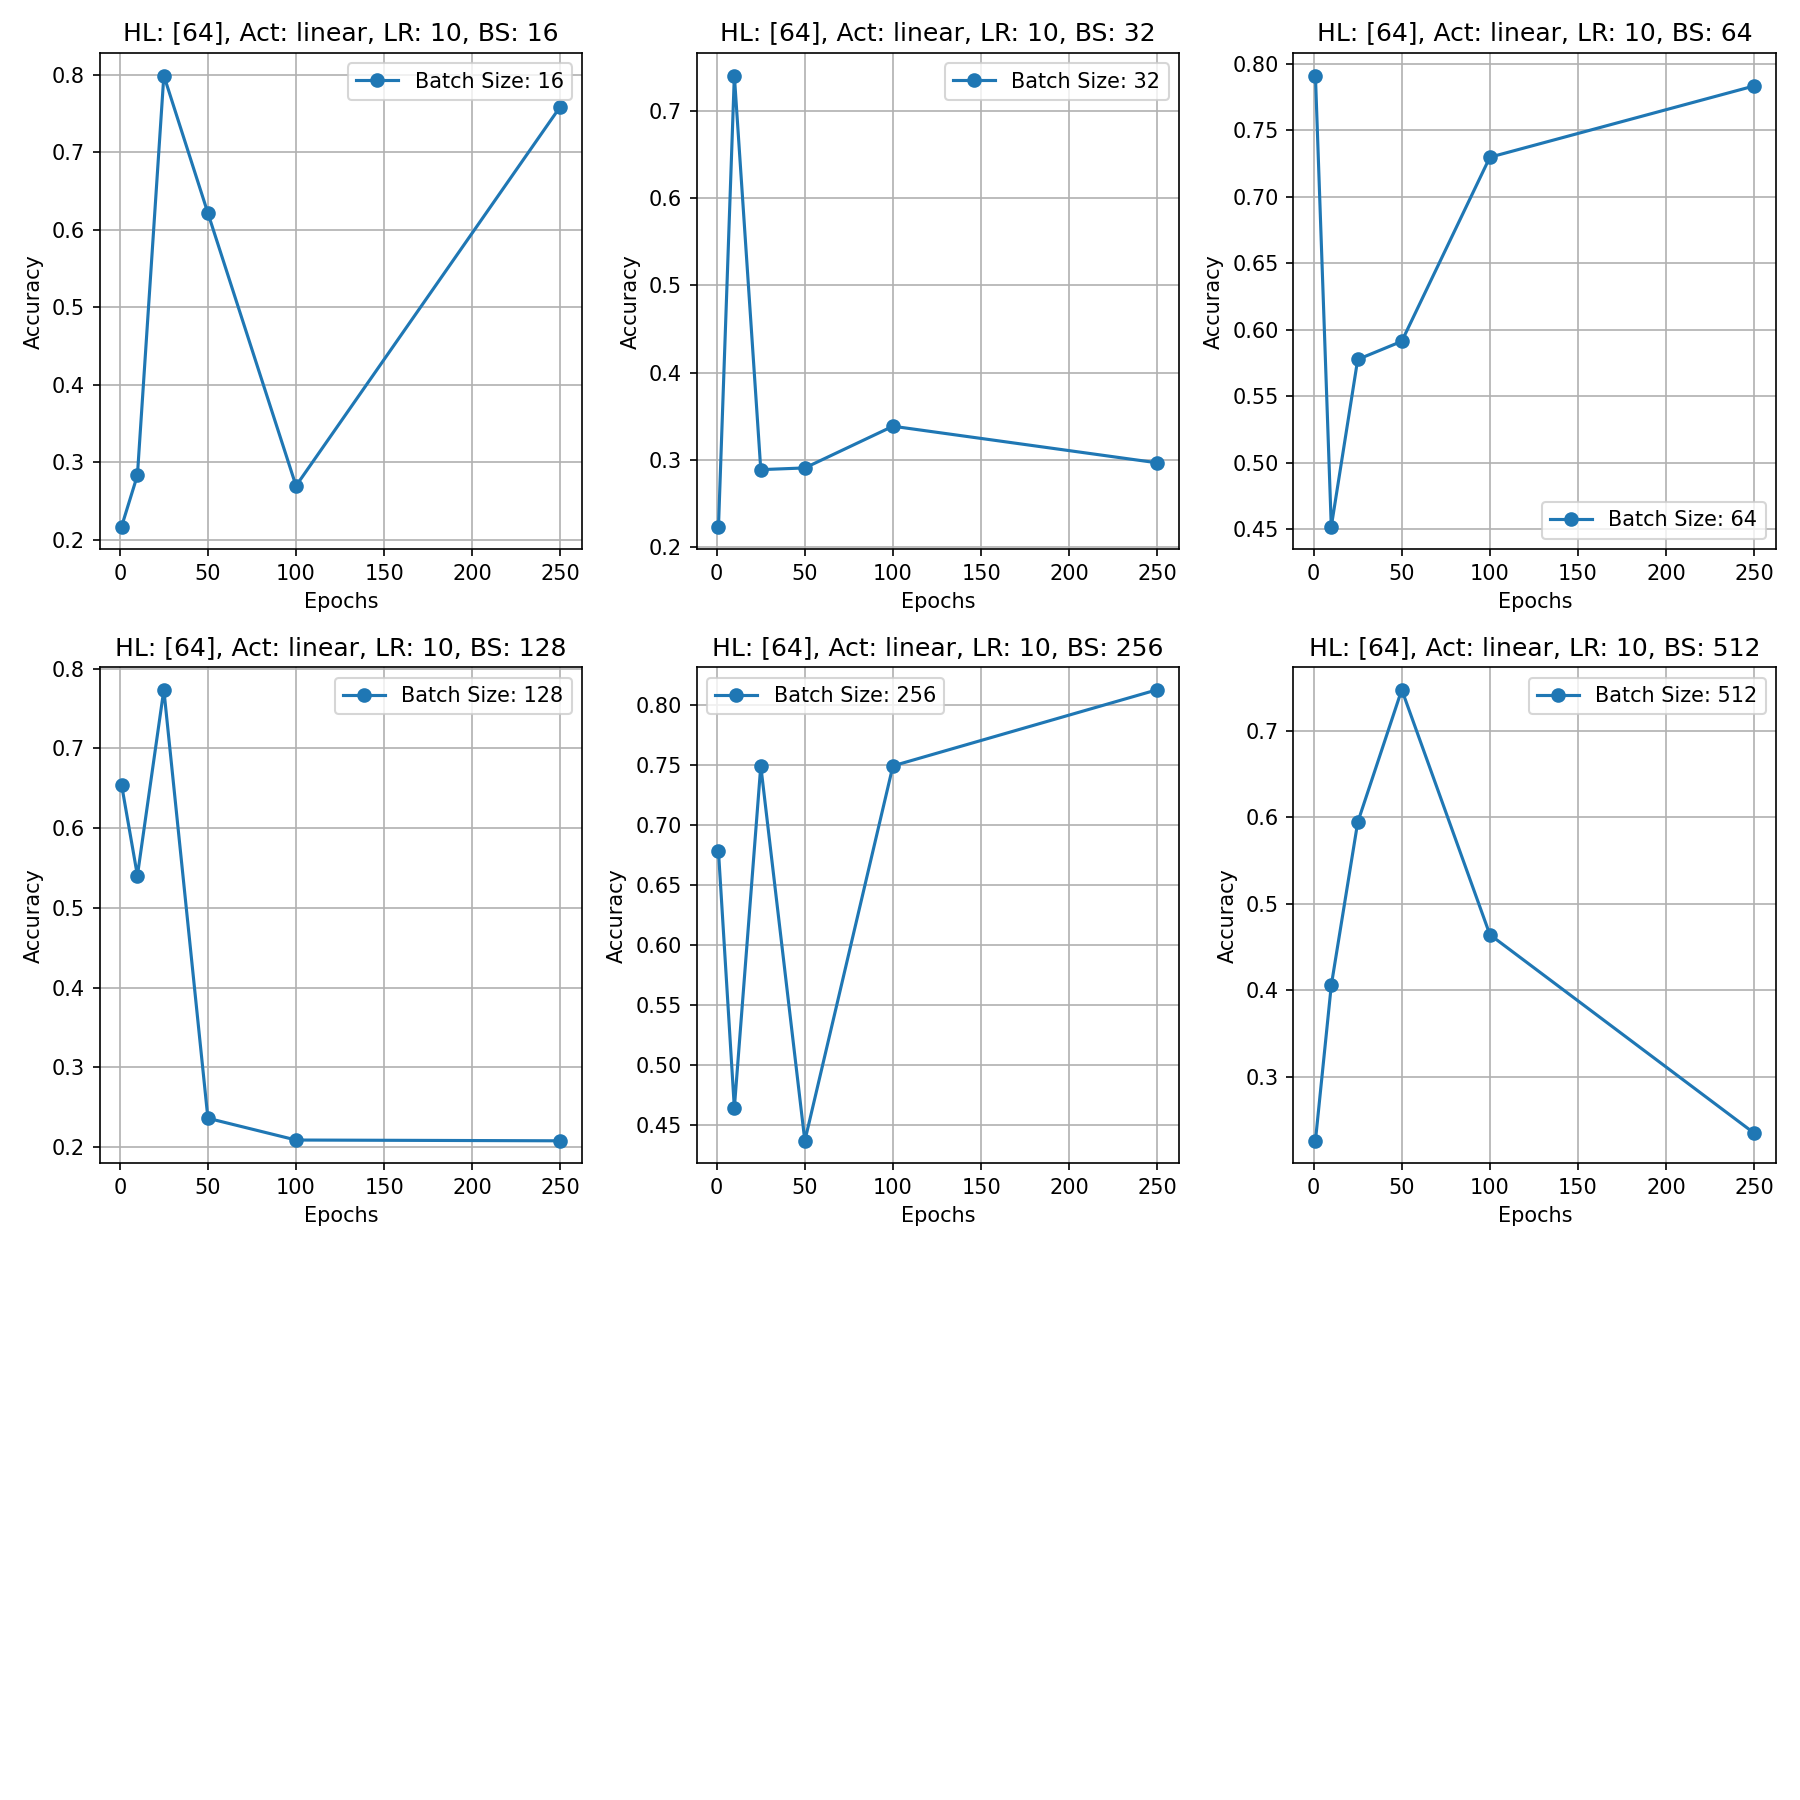 HL: [64], Act: linear, LR: 10, BS: 16
Batch Size: 16
Accuracy
0.8
0.7
0.6
0.5
0.4
0.3
0.2
0 50 100 150 200 250
Epochs
HL: [64], Act: linear, LR: 10, BS: 32
Batch Size: 32
Accuracy
0.7
0.6
0.5
0.4
0.3
0.2
0 50 100 150 200 250
Epochs
HL: [64], Act: linear, LR: 10, BS: 64
Batch Size: 64
Accuracy
0.80
0.75
0.70
0.65
0.60
0.55
0.50
0.45
0 50 100 150 200 250
Epochs
HL: [64], Act: linear, LR: 10, BS: 128
Batch Size: 128
Accuracy
0.8
0.7
0.6
0.5
0.4
0.3
0.2
0 50 100 150 200 250
Epochs
HL: [64], Act: linear, LR: 10, BS: 256
Batch Size: 256
Accuracy
0.80
0.75
0.70
0.65
0.60
0.55
0.50
0.45
0 50 100 150 200 250
Epochs
HL: [64], Act: linear, LR: 10, BS: 512
Batch Size: 512
Accuracy
0.7
0.6
0.5
0.4
0.3
0 50 100 150 200 250
Epochs